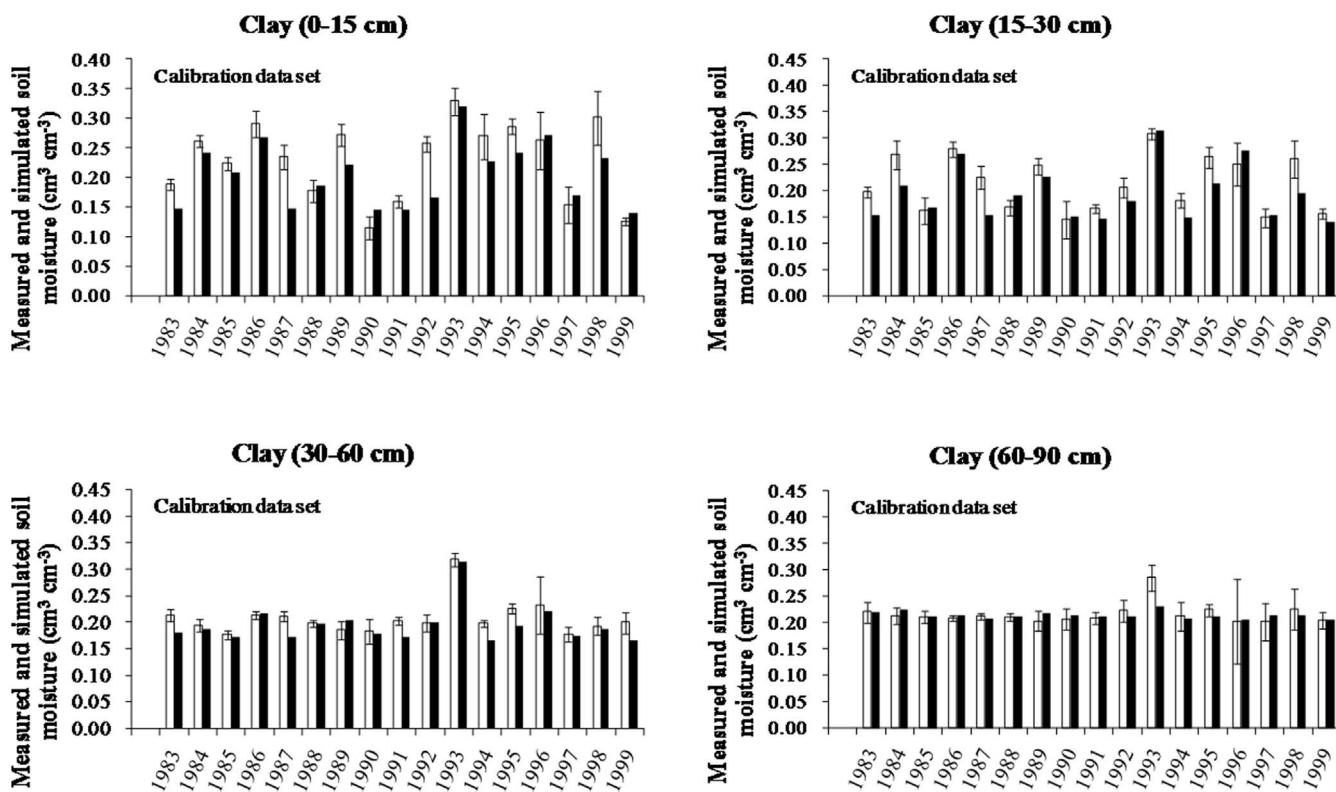 Clay (0-15 cm)
Measured and simulated soil
moisture (cm³ cm⁻³)
0.40
0.35
0.30
0.25
0.20
0.15
0.10
0.05
0.00
Calibration data set
1983 1984 1985 1986 1987 1988 1989 1990 1991 1992 1993 1994 1995 1996 1997 1998 1999
Clay (15-30 cm)
Measured and simulated soil
moisture (cm³ cm⁻³)
0.45
0.40
0.35
0.30
0.25
0.20
0.15
0.10
0.05
0.00
Calibration data set
1983 1984 1985 1986 1987 1988 1989 1990 1991 1992 1993 1994 1995 1996 1997 1998 1999
Clay (30-60 cm)
Measured and simulated soil
moisture (cm³ cm⁻³)
0.45
0.40
0.35
0.30
0.25
0.20
0.15
0.10
0.05
0.00
Calibration data set
1983 1984 1985 1986 1987 1988 1989 1990 1991 1992 1993 1994 1995 1996 1997 1998 1999
Clay (60-90 cm)
Measured and simulated soil
moisture (cm³ cm⁻³)
0.45
0.40
0.35
0.30
0.25
0.20
0.15
0.10
0.05
0.00
Calibration data set
1983 1984 1985 1986 1987 1988 1989 1990 1991 1992 1993 1994 1995 1996 1997 1998 1999